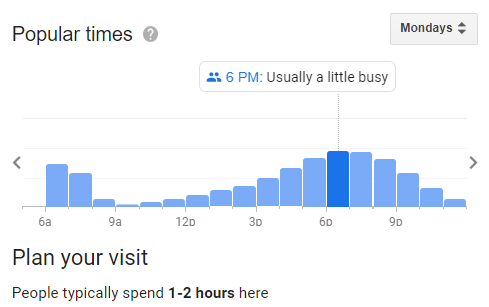 Popular times ?
Mondays
6 PM: Usually a little busy
6a 9a 12p 3p 6p 9p
Plan your visit
People typically spend 1-2 hours here